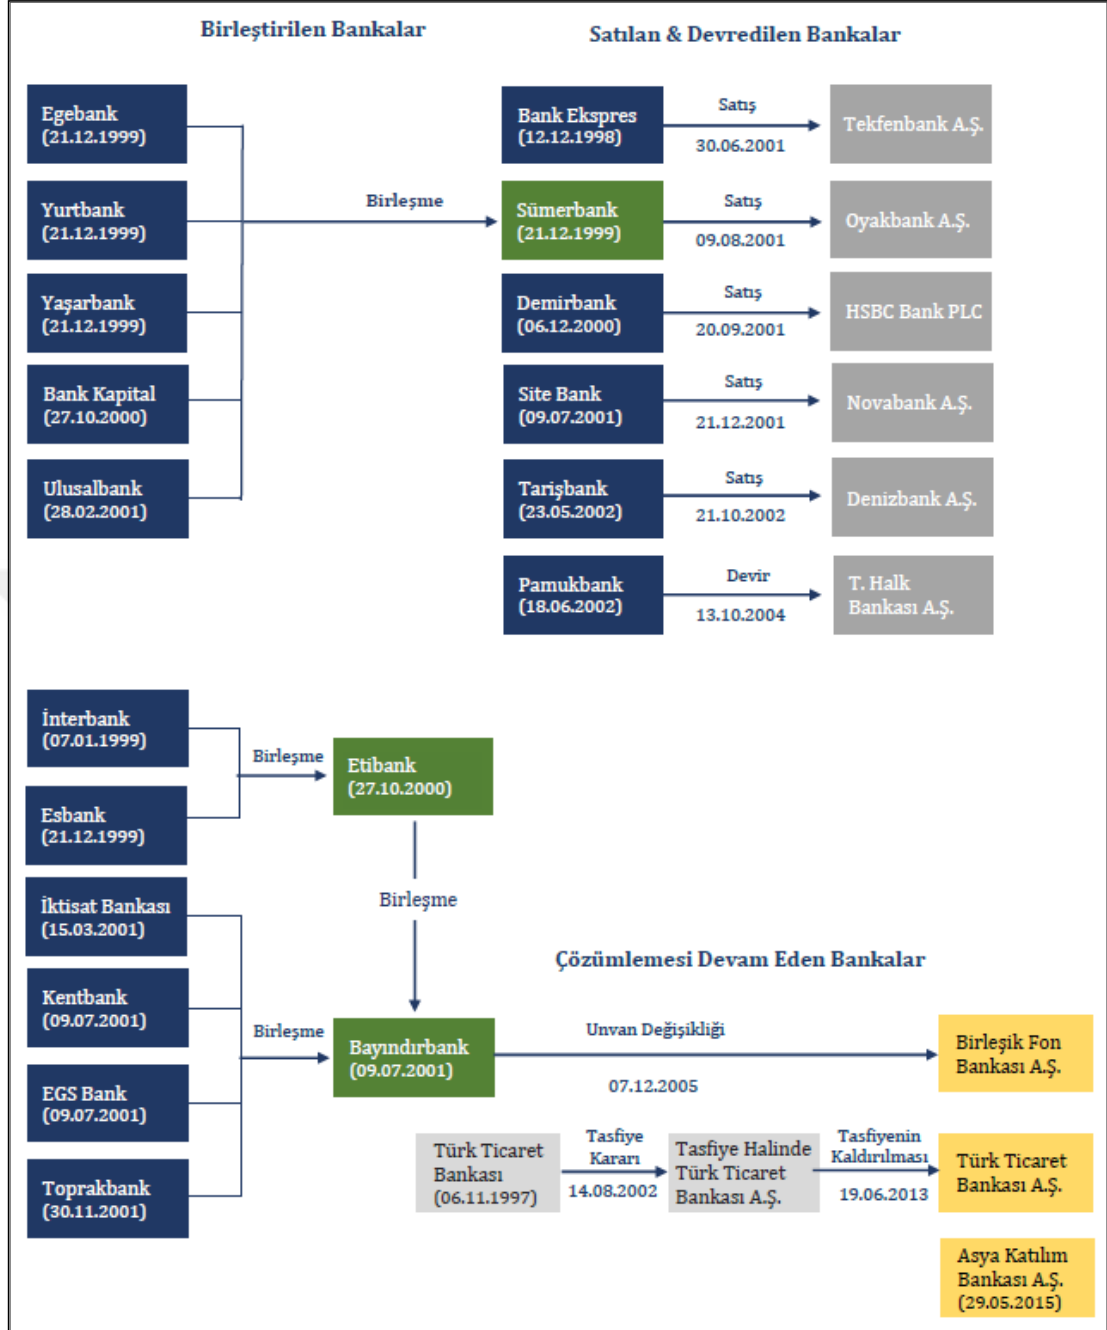 Birleştirilen Bankalar
Satılan & Devredilen Bankalar
Egebank
(21.12.1999)
Yurtbank
(21.12.1999)
Yaşarbank
(21.12.1999)
Bank Kapital
(27.10.2000)
Ulusalbank
(28.02.2001)
Birleşme
Bank Ekspres
(12.12.1998)
Satış
30.06.2001
Tekfenbank A.Ş.
Sümerbank
(21.12.1999)
Satış
09.08.2001
Oyakbank A.Ş.
Demirbank
(06.12.2000)
Satış
20.09.2001
HSBC Bank PLC
Site Bank
(09.07.2001)
Satış
21.12.2001
Novabank A.Ş.
Tarişbank
(23.05.2002)
Satış
21.10.2002
Denizbank A.Ş.
Pamukbank
(18.06.2002)
Devir
13.10.2004
T. Halk
Bankası A.Ş.
İnterbank
(07.01.1999)
Esbank
(21.12.1999)
Birleşme
Etibank
(27.10.2000)
Birleşme
İktisat Bankası
(15.03.2001)
Kentbank
(09.07.2001)
EGS Bank
(09.07.2001)
Toprakbank
(30.11.2001)
Birleşme
Bayındırbank
(09.07.2001)
Çözümlemesi Devam Eden Bankalar
Unvan Değişikliği
07.12.2005
Birleşik Fon
Bankası A.Ş.
Türk Ticaret
Bankası
(06.11.1997)
Tasfiye
Kararı
14.08.2002
Tasfiye Halinde
Türk Ticaret
Bankası A.Ş.
Tasfiyenin
Kaldırılması
19.06.2013
Türk Ticaret
Bankası A.Ş.
Asya Katılım
Bankası A.Ş.
(29.05.2015)